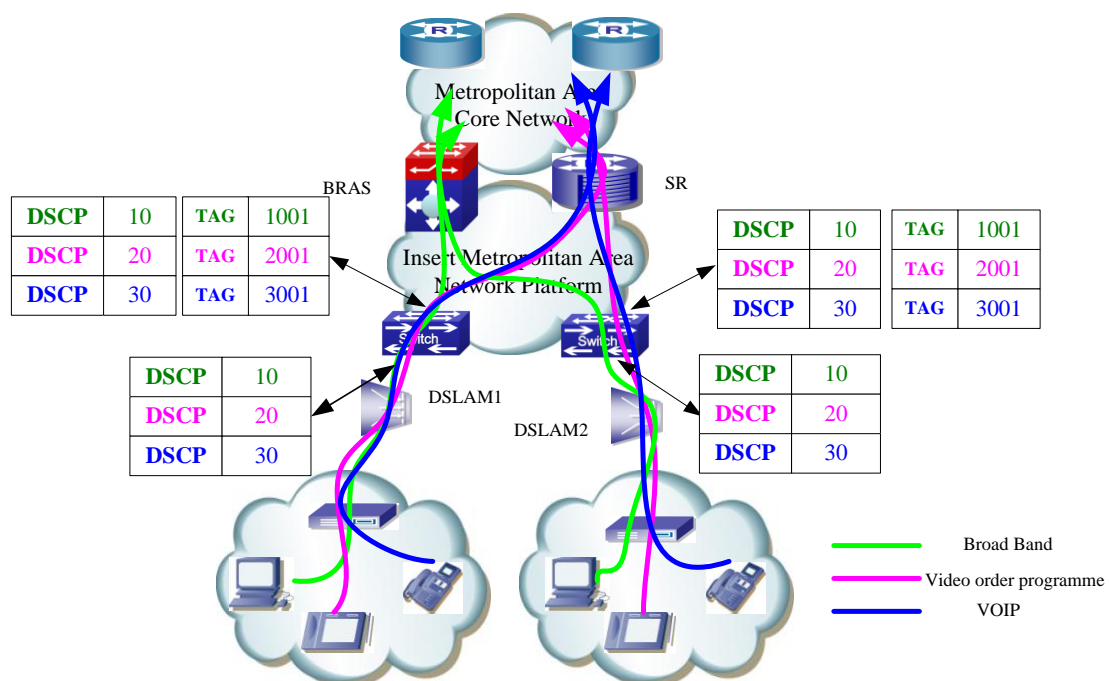 R
R
Metropolitan Area
Core Network
BRAS
SR
DSCP 10 TAG 1001
DSCP 20 TAG 2001
DSCP 30 TAG 3001
DSCP 10 TAG 1001
DSCP 20 TAG 2001
DSCP 30 TAG 3001
Insert Metropolitan Area
Network Platform
Switch
Switch
DSCP 10
DSCP 20
DSCP 30
DSLAM1
DSLAM2
DSCP 10
DSCP 20
DSCP 30
Broad Band
Video order programme
VOIP